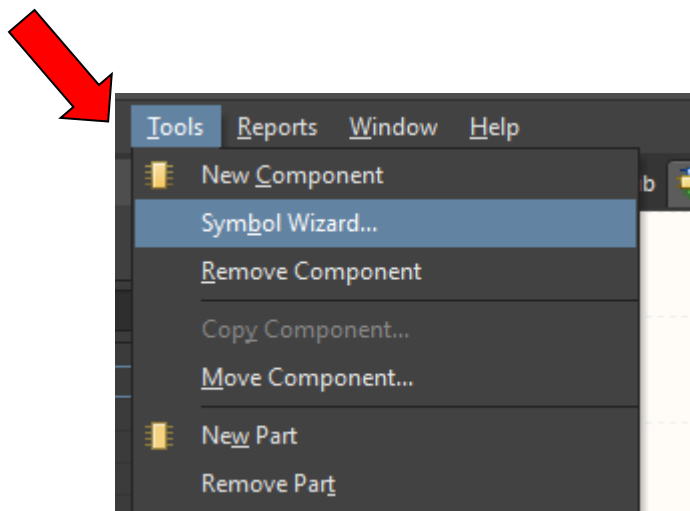 Tools Reports Window Help
New Component
b
Symbol Wizard...
Remove Component
Copy Component...
Move Component...
New Part
Remove Part